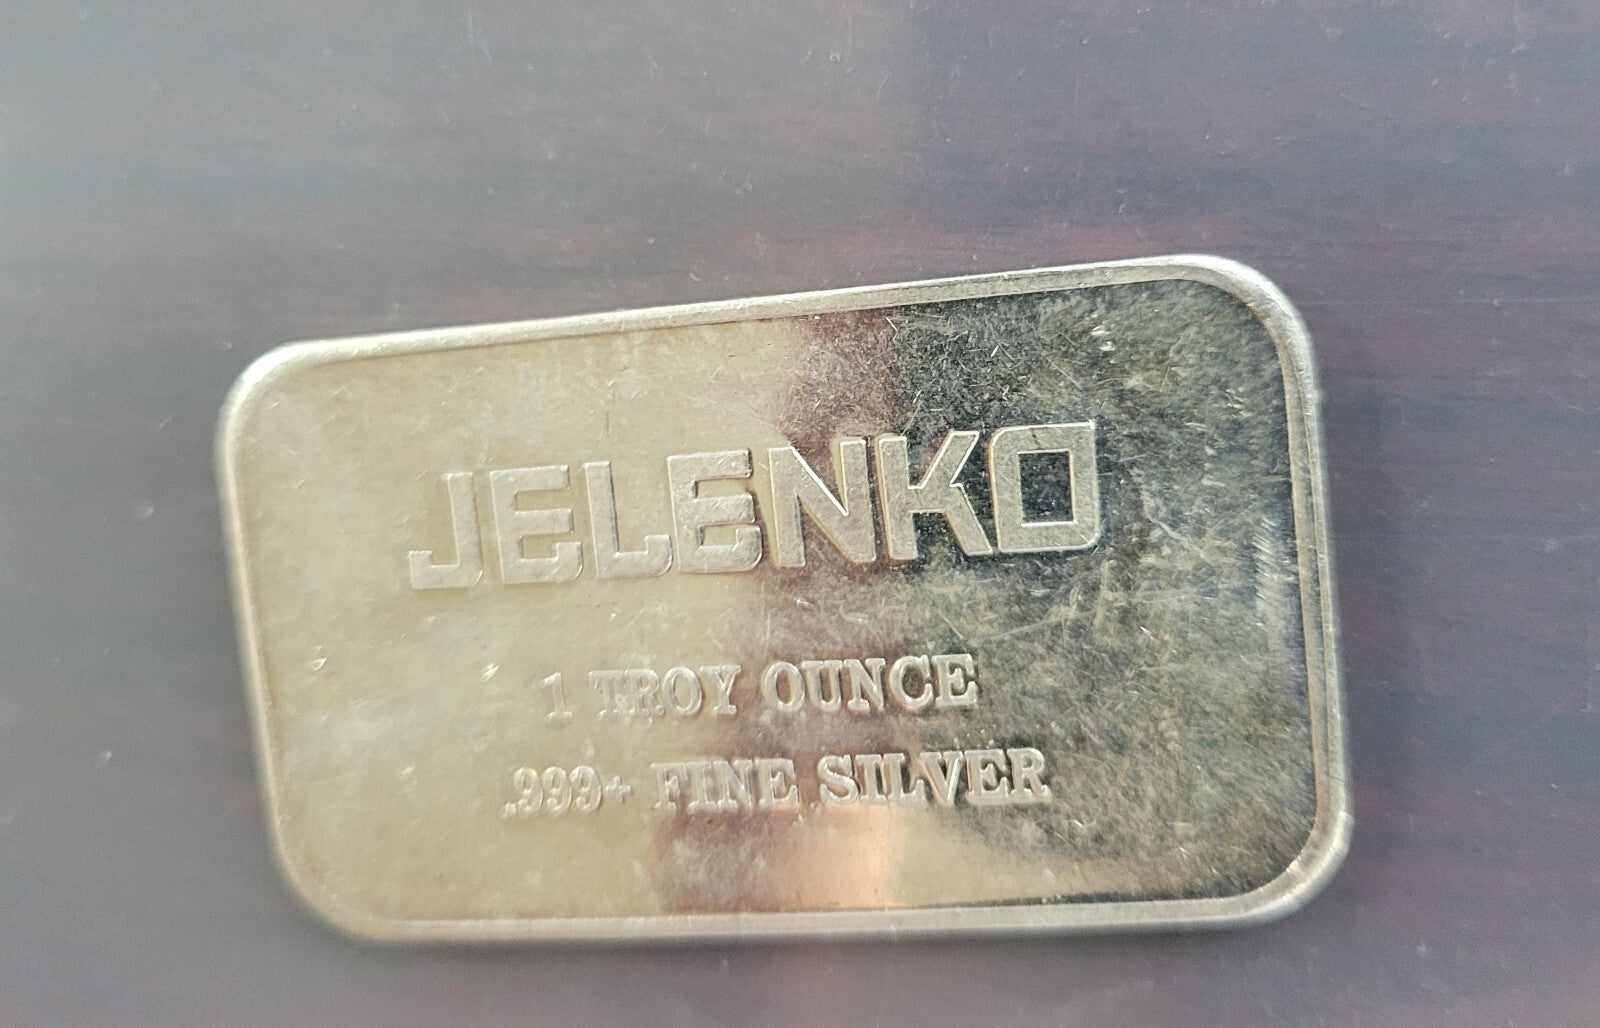 JELENKO
1 TROY OUNCE
.999+ FINE SILVER